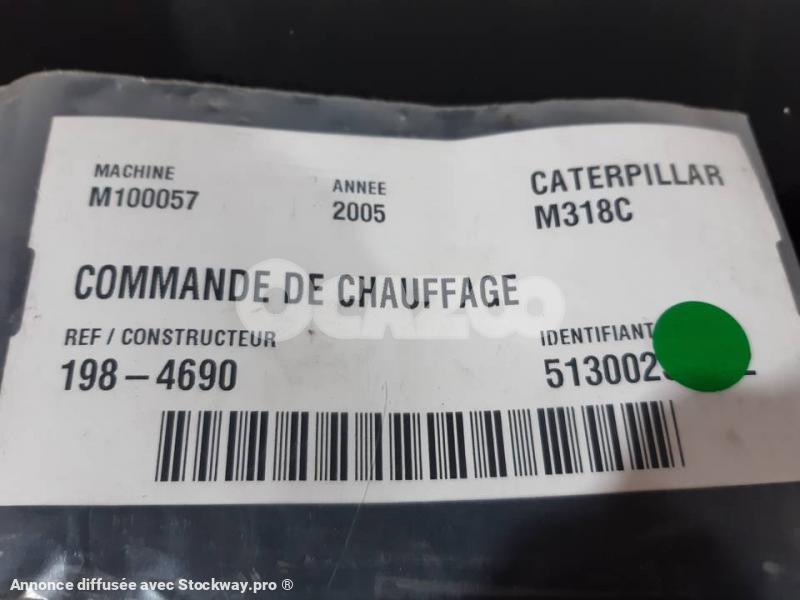 MACHINE
M100057
ANNEE
2005
CATERPILLAR
M318C
COMMANDE DE CHAUFFAGE
OCAZOO
REF / CONSTRUCTEUR
198-4690
IDENTIFIANT
Annonce diffusée avec Stockway.pro ®